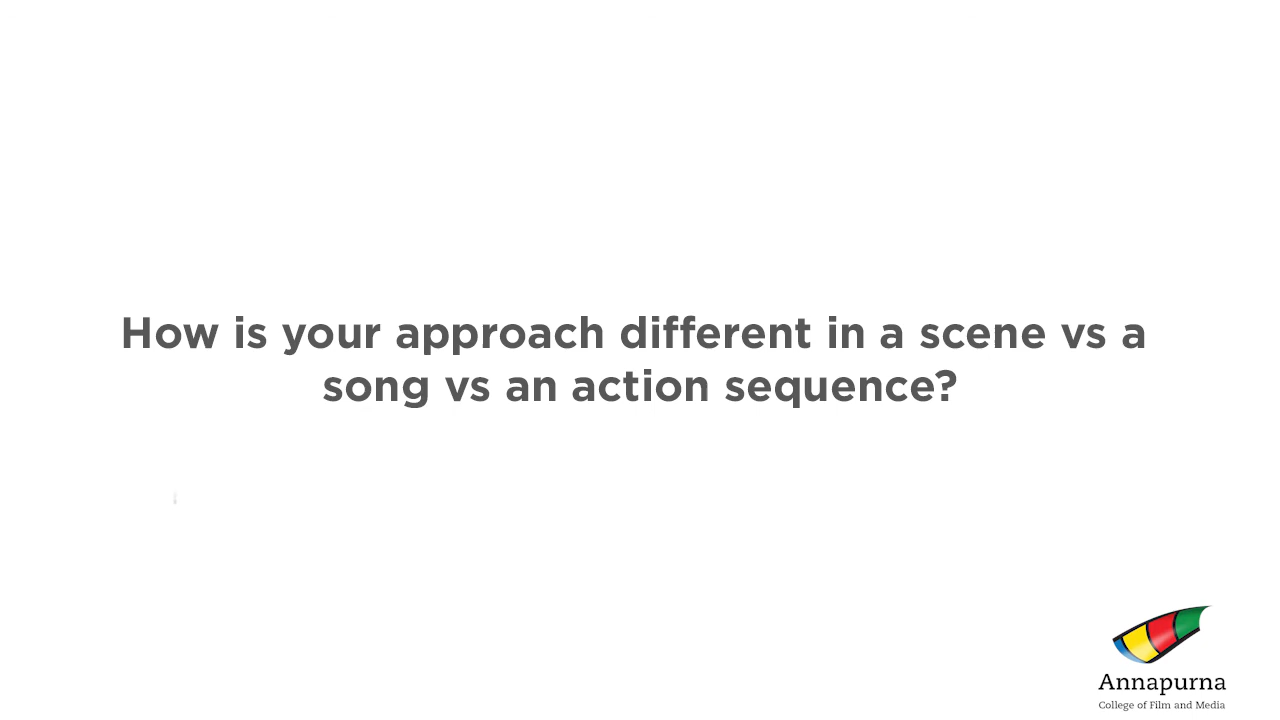 How is your approach different in a scene vs a
song vs an action sequence?
Annapurna
College of Film and Media